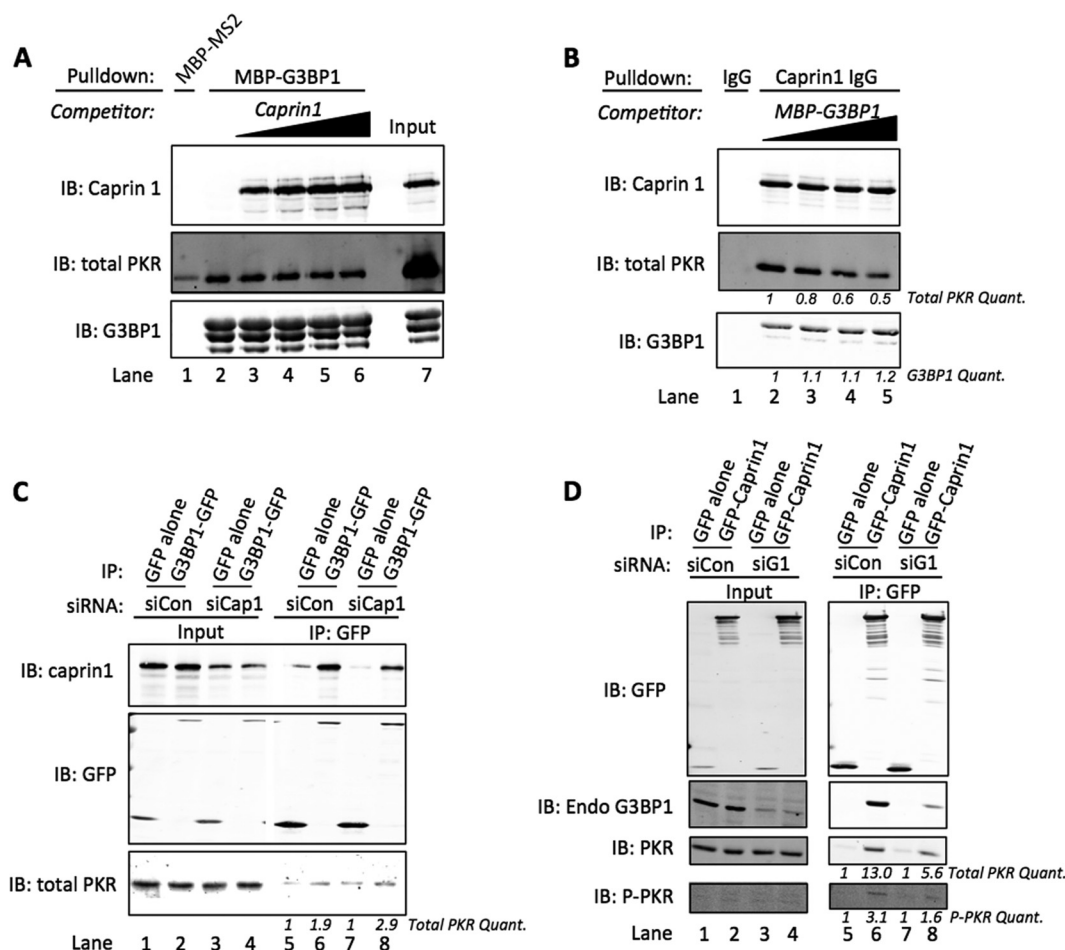 A
Pulldown: MBP-MS2 MBP-G3BP1
Competitor: Caprin1 Input
IB: Caprin 1
IB: total PKR
IB: G3BP1
Lane 1 2 3 4 5 6 7
B
Pulldown: IgG Caprin1 IgG
Competitor: MBP-G3BP1
IB: Caprin 1
IB: total PKR
1 0.8 0.6 0.5 Total PKR Quant.
IB: G3BP1
1 1.1 1.1 1.2 G3BP1 Quant.
Lane 1 2 3 4 5
C
IP: GFP alone G3BP1-GFP GFP alone G3BP1-GFP GFP alone G3BP1-GFP GFP alone G3BP1-GFP
siRNA: siCon siCap1 siCon siCap1
Input IP: GFP
IB: caprin1
IB: GFP
IB: total PKR
1 1.9 1 2.9 Total PKR Quant.
Lane 1 2 3 4 5 6 7 8
D
IP: GFP alone GFP-Caprin1 GFP alone GFP-Caprin1 GFP alone GFP-Caprin1 GFP alone GFP-Caprin1
siRNA: siCon siG1 siCon siG1
Input IP: GFP
IB: GFP
IB: Endo G3BP1
IB: PKR
1 13.0 1 5.6 Total PKR Quant.
IB: P-PKR
1 3.1 1 1.6 P-PKR Quant.
Lane 1 2 3 4 5 6 7 8